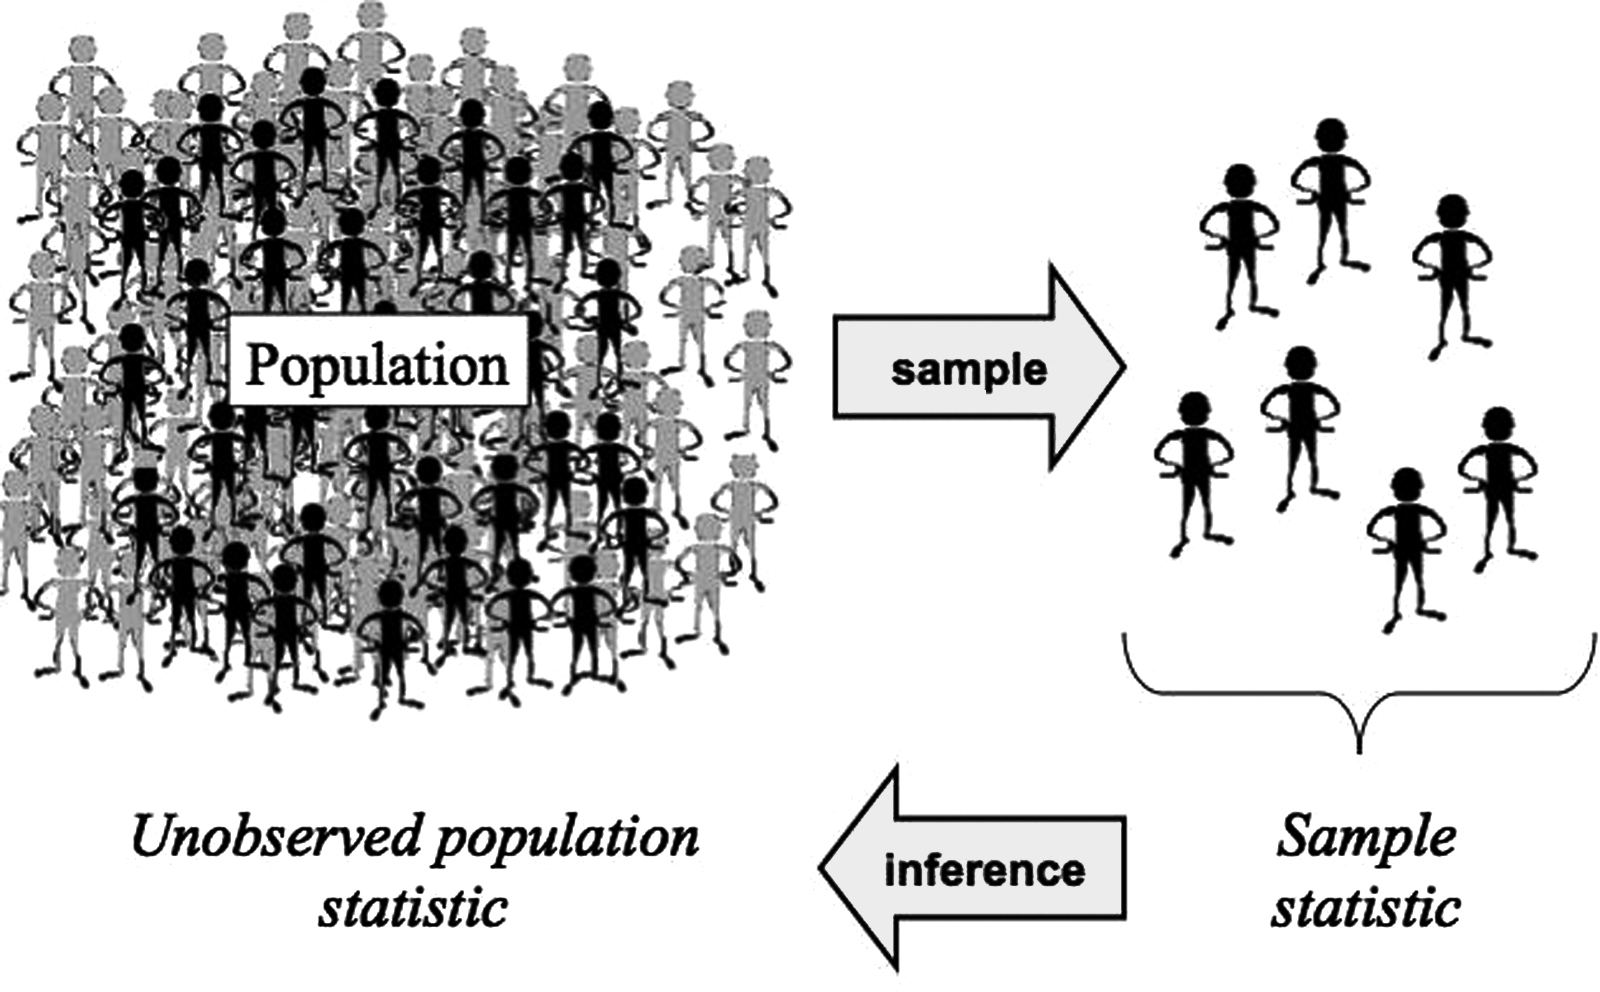 Population
sample
inference
Unobserved population
statistic
Sample
statistic